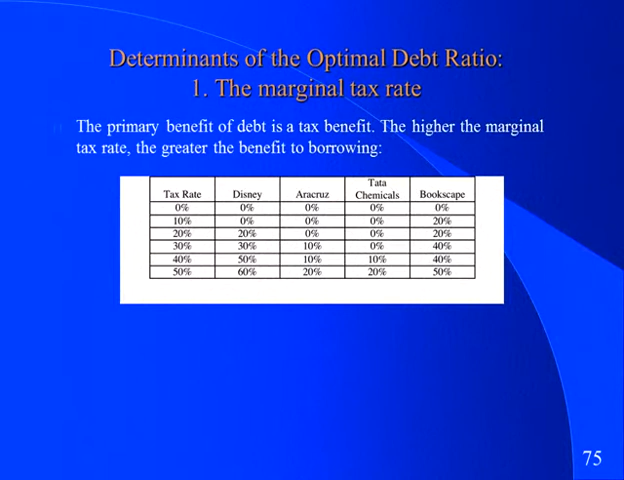 Determinants of the Optimal Debt Ratio:
1. The marginal tax rate
The primary benefit of debt is a tax benefit. The higher the marginal
tax rate, the greater the benefit to borrowing:
Tax Rate Disney Aracruz Tata Chemicals Bookscape
0% 0% 0% 0% 0%
10% 0% 0% 0% 20%
20% 20% 0% 0% 20%
30% 30% 10% 0% 40%
40% 50% 10% 10% 40%
50% 60% 20% 20% 50%
75